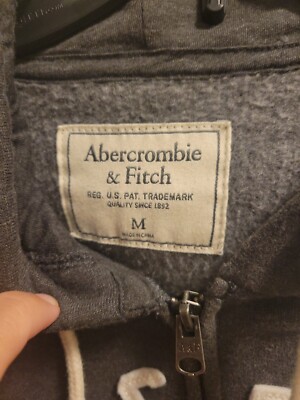 Abercrombie
& Fitch
REG. U.S. PAT. TRADEMARK
QUALITY SINCE 1892
M
MADE IN CHINA
S